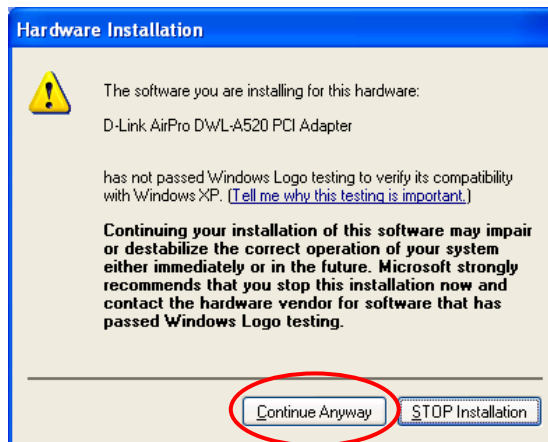 Hardware Installation
The software you are installing for this hardware:
D-Link AirPro DWL-A520 PCI Adapter
has not passed Windows Logo testing to verify its compatibility
with Windows XP. (Tell me why this testing is important.)
Continuing your installation of this software may impair
or destabilize the correct operation of your system
either immediately or in the future. Microsoft strongly
recommends that you stop this installation now and
contact the hardware vendor for software that has
passed Windows Logo testing.
Continue Anyway STOP Installation